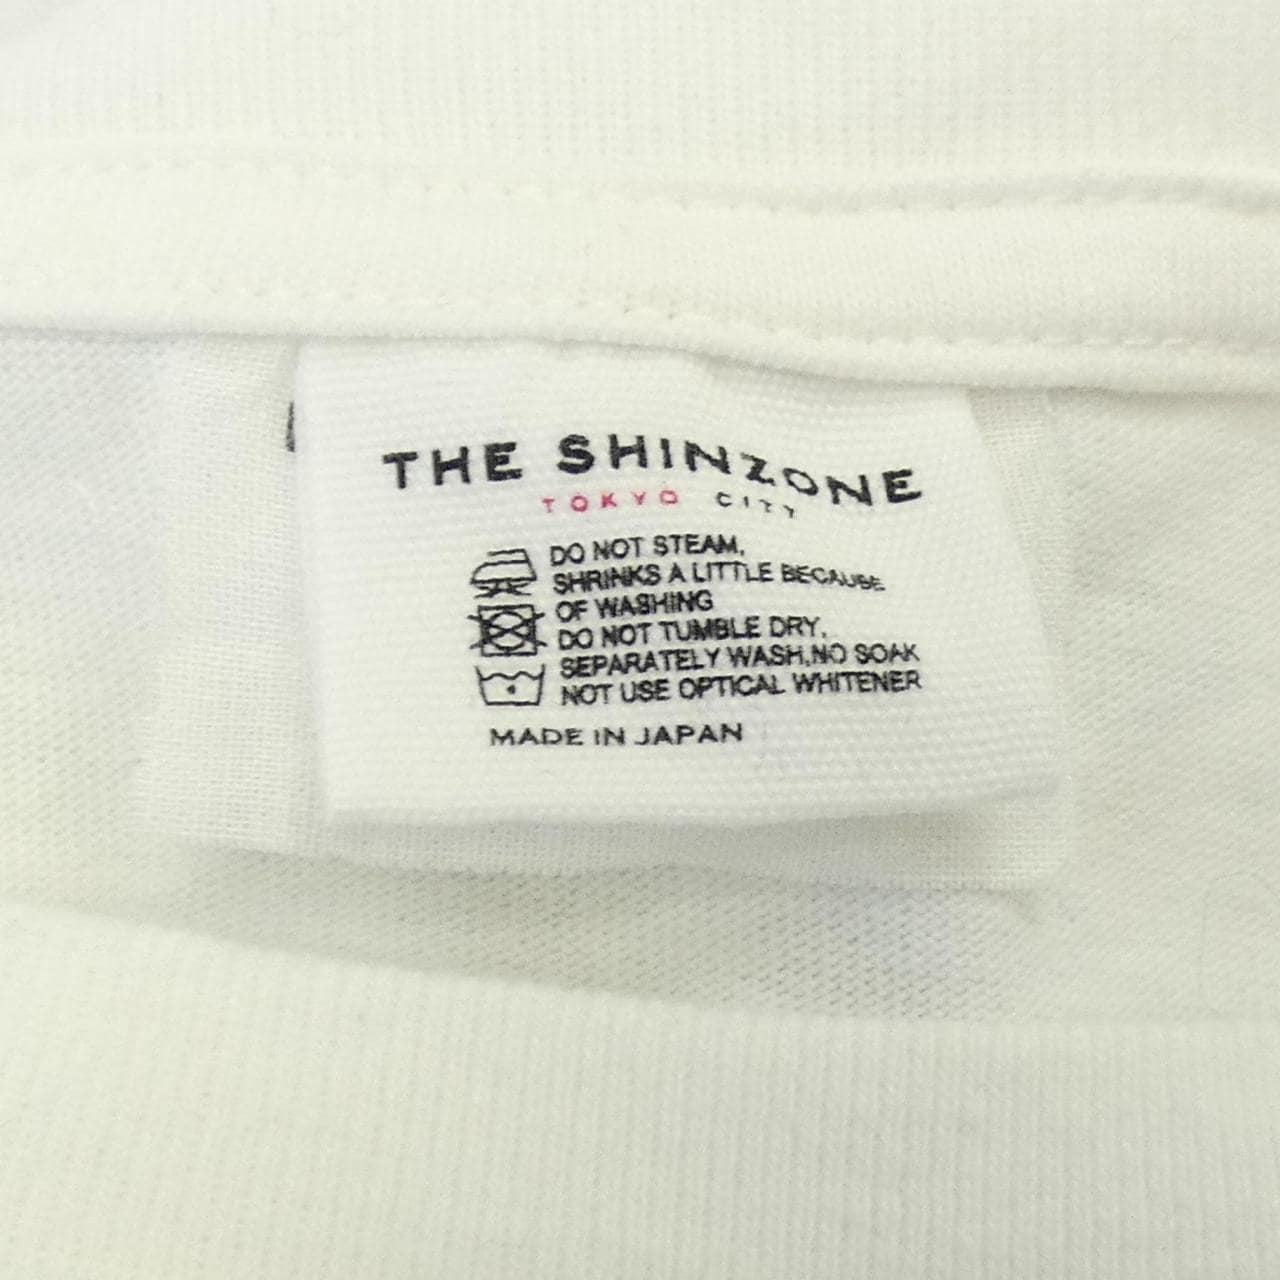 THE SHINZONE
TOKYO CITY
DO NOT STEAM,
SHRINKS A LITTLE BECAUSE
OF WASHING
DO NOT TUMBLE DRY,
SEPARATELY WASH,NO SOAK
NOT USE OPTICAL WHITENER
MADE IN JAPAN